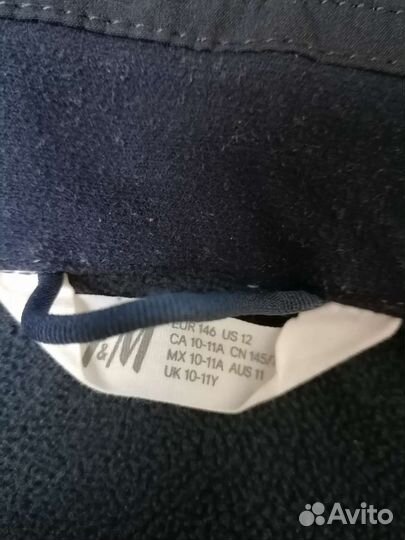 &M
EUR 146 US 12
CA 10-11A CN 145/
MX 10-11A AUS 11
UK 10-11Y
Avito